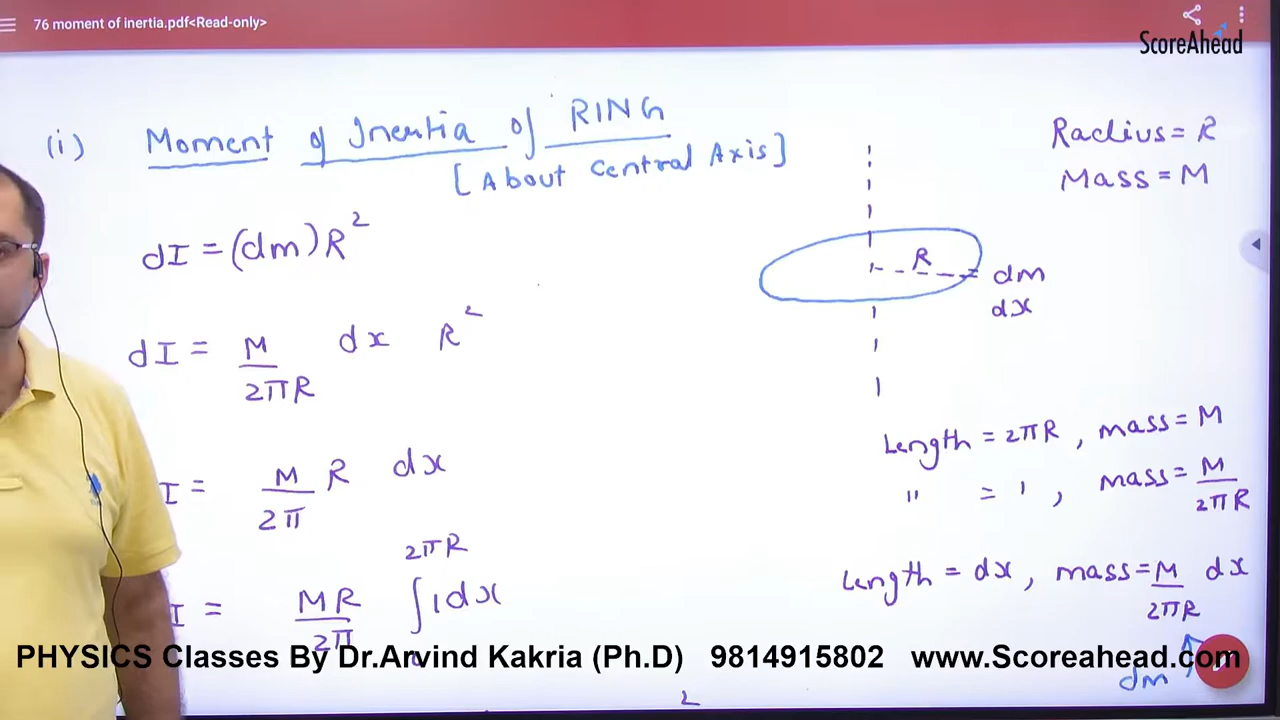 76 moment of inertia.pdf<Read-only>
ScoreAhead
(i) Moment of Inertia of RING
[About Central Axis]
Radius = R
Mass = M
dI = (dm)R²
R
dm
dx
dI = M/2πR dx R²
Length = 2πR, mass = M
" = 1, mass = M/2πR
I = M/2π R dx
Length = dx, mass = M/2πR dx
dm
2πR
I = MR/2π ∫1dx
2
PHYSICS Classes By Dr.Arvind Kakria (Ph.D) 9814915802 www.Scoreahead.com